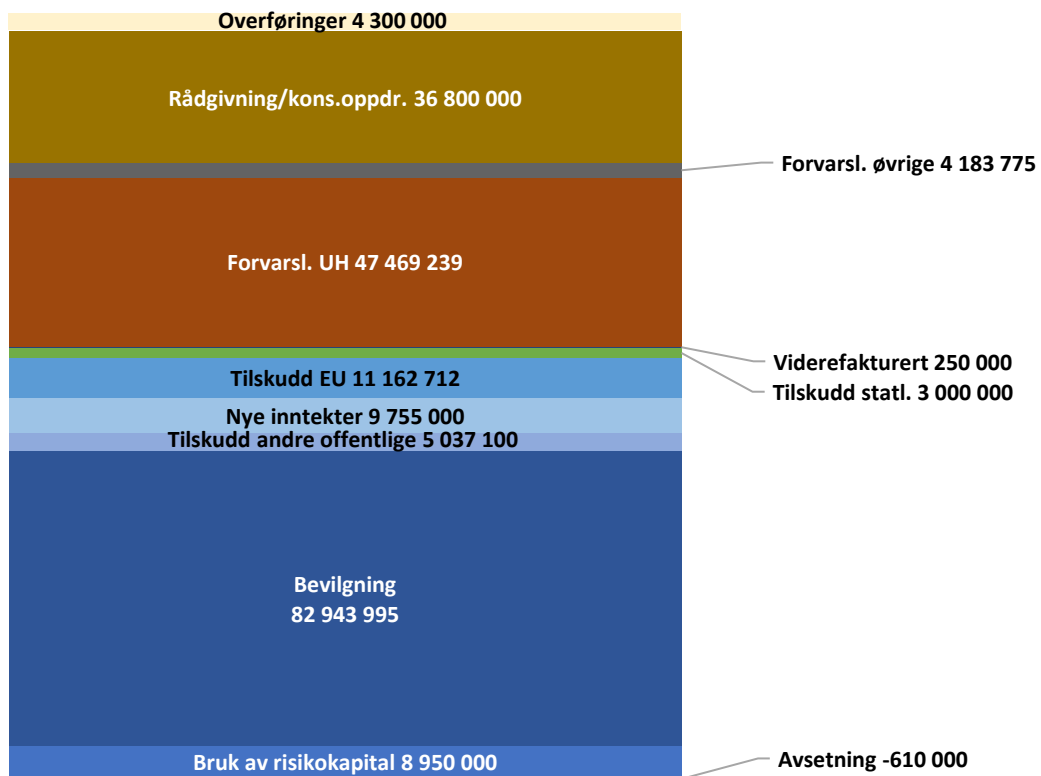 Overføringer 4 300 000
Rådgivning/kons.oppdr. 36 800 000
Forvarsl. øvrige 4 183 775
Forvarsl. UH 47 469 239
Viderefakturert 250 000
Tilskudd EU 11 162 712
Tilskudd statl. 3 000 000
Nye inntekter 9 755 000
Tilskudd andre offentlige 5 037 100
Bevilgning
82 943 995
Bruk av risikokapital 8 950 000
Avsetning -610 000